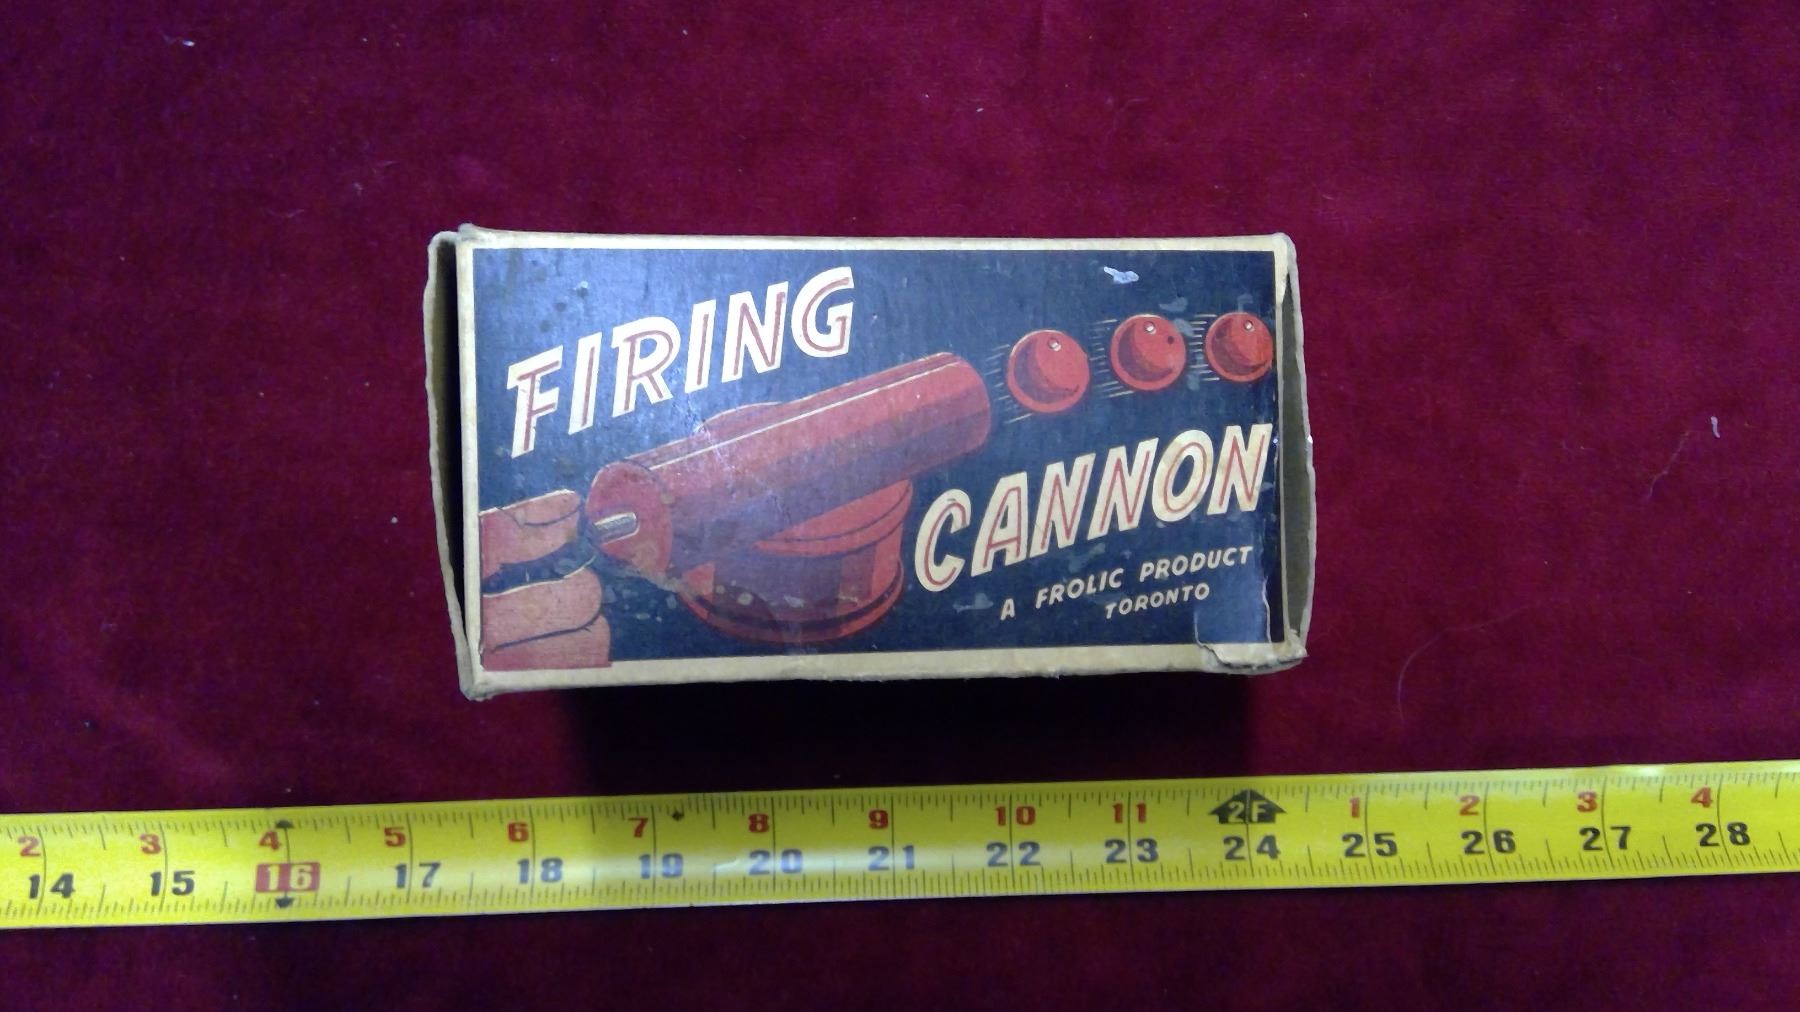 FIRING
CANNON
A FROLIC PRODUCT
TORONTO
2 3 4 5 6 7 8 9 10 11 2F 1 2 3 4
14 15 16 17 18 19 20 21 22 23 24 25 26 27 28